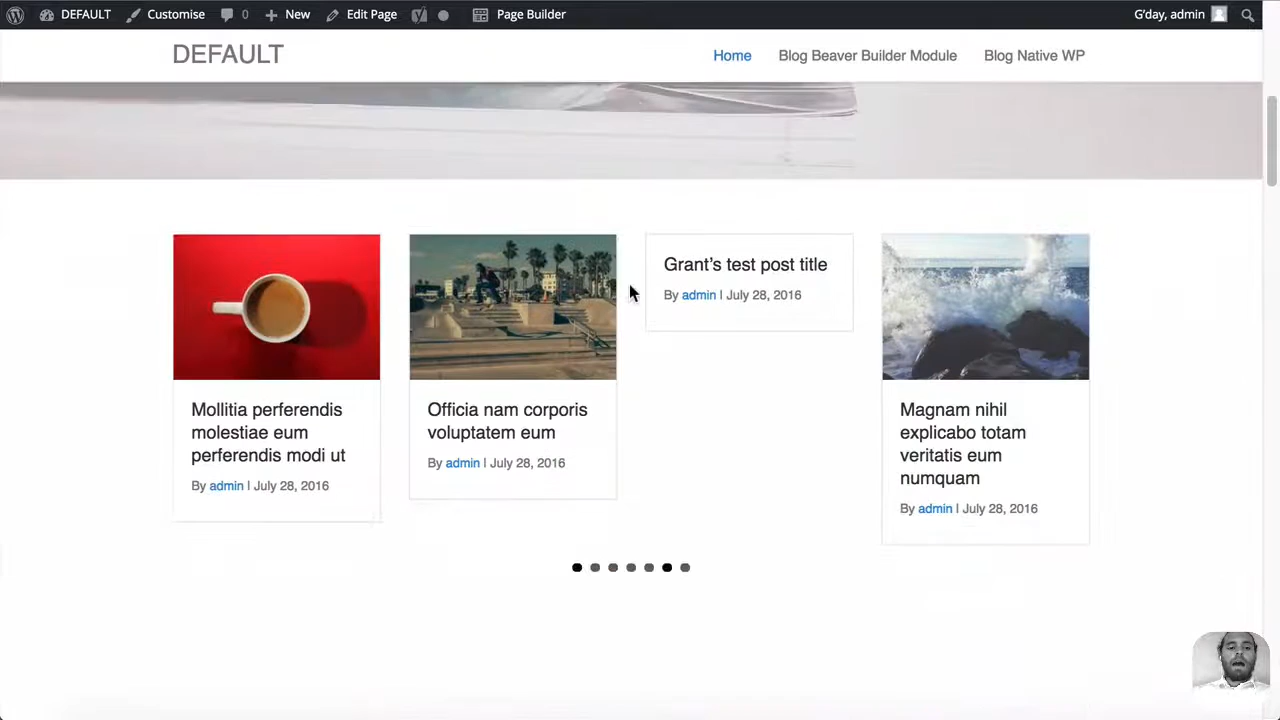 DEFAULT Customise 0 New Edit Page Page Builder G'day, admin
DEFAULT Home Blog Beaver Builder Module Blog Native WP
Mollitia perferendis
molestiae eum
perferendis modi ut
By admin | July 28, 2016
Officia nam corporis
voluptatem eum
By admin | July 28, 2016
Grant’s test post title
By admin | July 28, 2016
Magnam nihil
explicabo totam
veritatis eum
numquam
By admin | July 28, 2016